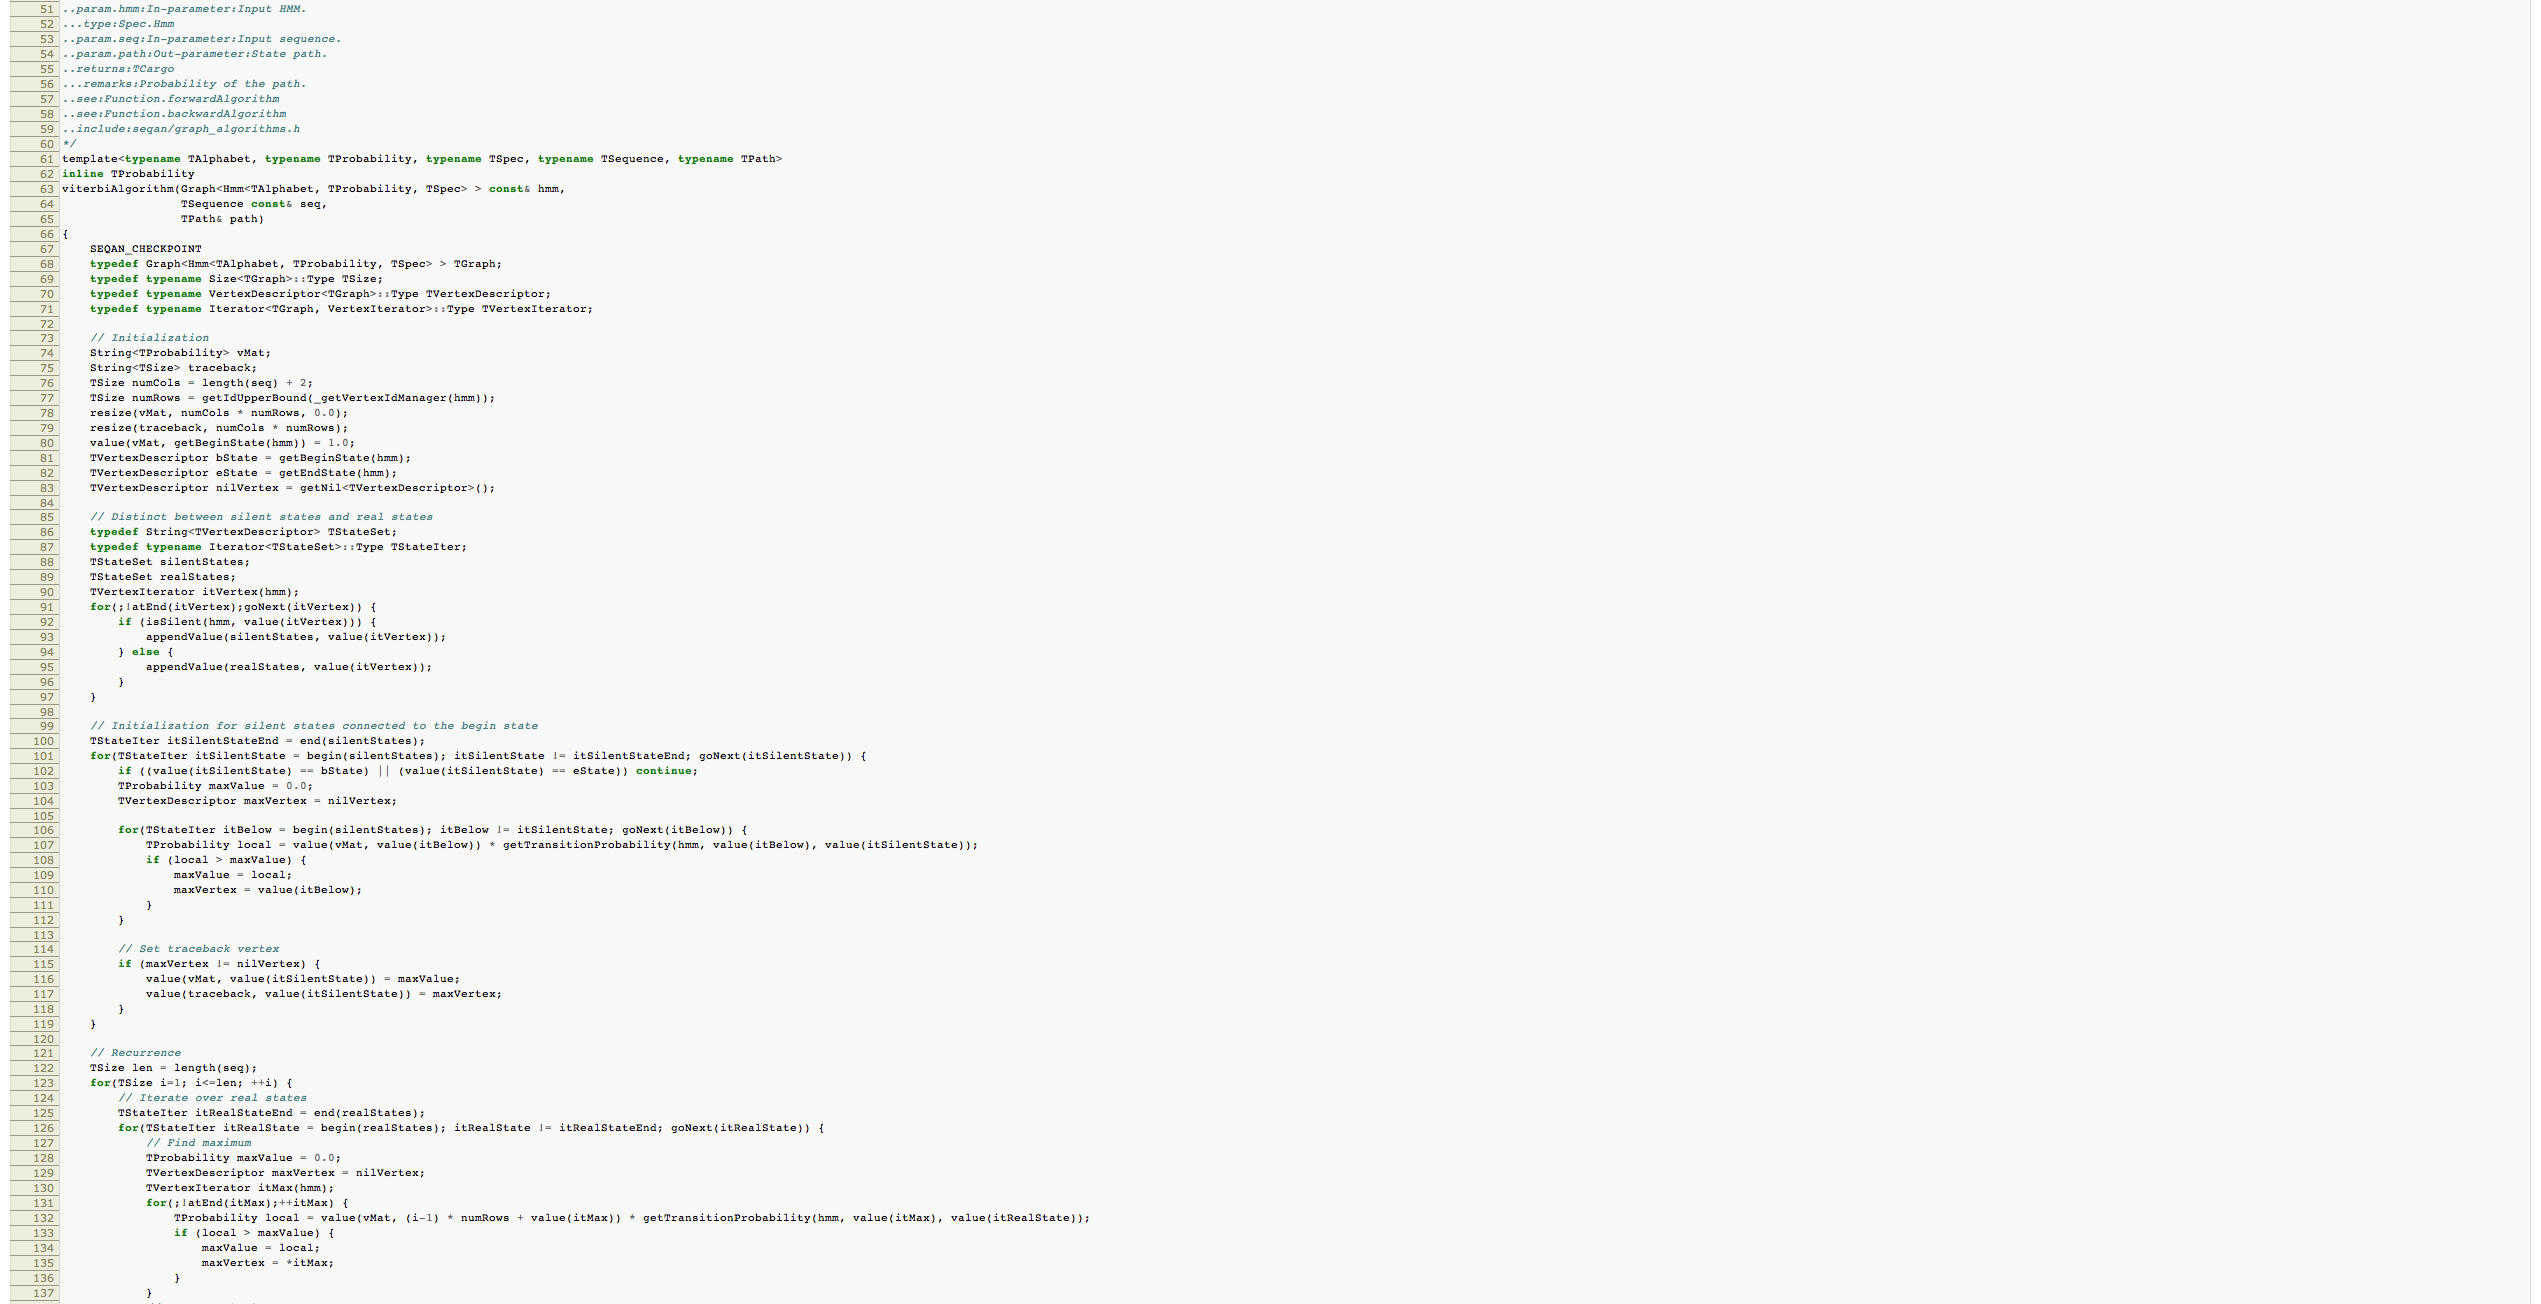 51 ..param.hmm:In-parameter:Input HMM.
52 ...type:Spec.Hmm
53 ..param.seq:In-parameter:Input sequence.
54 ..param.path:Out-parameter:State path.
55 ..returns:TCargo
56 ...remarks:Probability of the path.
57 ..see:Function.forwardAlgorithm
58 ..see:Function.backwardAlgorithm
59 ..include:seqan/graph_algorithms.h
60 */
61 template<typename TAlphabet, typename TProbability, typename TSpec, typename TSequence, typename TPath>
62 inline TProbability
63 viterbiAlgorithm(Graph<Hmm<TAlphabet, TProbability, TSpec> > const& hmm,
64                  TSequence const& seq,
65                  TPath& path)
66 {
67     SEQAN_CHECKPOINT
68     typedef Graph<Hmm<TAlphabet, TProbability, TSpec> > TGraph;
69     typedef typename Size<TGraph>::Type TSize;
70     typedef typename VertexDescriptor<TGraph>::Type TVertexDescriptor;
71     typedef typename Iterator<TGraph, VertexIterator>::Type TVertexIterator;
72
73     // Initialization
74     String<TProbability> vMat;
75     String<TSize> traceback;
76     TSize numCols = length(seq) + 2;
77     TSize numRows = getIdUpperBound(_getVertexIdManager(hmm));
78     resize(vMat, numCols * numRows, 0.0);
79     resize(traceback, numCols * numRows);
80     value(vMat, getBeginState(hmm)) = 1.0;
81     TVertexDescriptor bState = getBeginState(hmm);
82     TVertexDescriptor eState = getEndState(hmm);
83     TVertexDescriptor nilVertex = getNil<TVertexDescriptor>();
84
85     // Distinct between silent states and real states
86     typedef String<TVertexDescriptor> TStateSet;
87     typedef typename Iterator<TStateSet>::Type TStateIter;
88     TStateSet silentStates;
89     TStateSet realStates;
90     TVertexIterator itVertex(hmm);
91     for(;!atEnd(itVertex);goNext(itVertex)) {
92         if (isSilent(hmm, value(itVertex))) {
93             appendValue(silentStates, value(itVertex));
94         } else {
95             appendValue(realStates, value(itVertex));
96         }
97     }
98
99     // Initialization for silent states connected to the begin state
100     TStateIter itSilentStateEnd = end(silentStates);
101     for(TStateIter itSilentState = begin(silentStates); itSilentState != itSilentStateEnd; goNext(itSilentState)) {
102         if ((value(itSilentState) == bState) || (value(itSilentState) == eState)) continue;
103         TProbability maxValue = 0.0;
104         TVertexDescriptor maxVertex = nilVertex;
105
106         for(TStateIter itBelow = begin(silentStates); itBelow != itSilentState; goNext(itBelow)) {
107             TProbability local = value(vMat, value(itBelow)) * getTransitionProbability(hmm, value(itBelow), value(itSilentState));
108             if (local > maxValue) {
109                 maxValue = local;
110                 maxVertex = value(itBelow);
111             }
112         }
113
114         // Set traceback vertex
115         if (maxVertex != nilVertex) {
116             value(vMat, value(itSilentState)) = maxValue;
117             value(traceback, value(itSilentState)) = maxVertex;
118         }
119     }
120
121     // Recurrence
122     TSize len = length(seq);
123     for(TSize i=1; i<=len; ++i) {
124         // Iterate over real states
125         TStateIter itRealStateEnd = end(realStates);
126         for(TStateIter itRealState = begin(realStates); itRealState != itRealStateEnd; goNext(itRealState)) {
127             // Find maximum
128             TProbability maxValue = 0.0;
129             TVertexDescriptor maxVertex = nilVertex;
130             TVertexIterator itMax(hmm);
131             for(;!atEnd(itMax);++itMax) {
132                 TProbability local = value(vMat, (i-1) * numRows + value(itMax)) * getTransitionProbability(hmm, value(itMax), value(itRealState));
133                 if (local > maxValue) {
134                     maxValue = local;
135                     maxVertex = *itMax;
136                 }
137             }